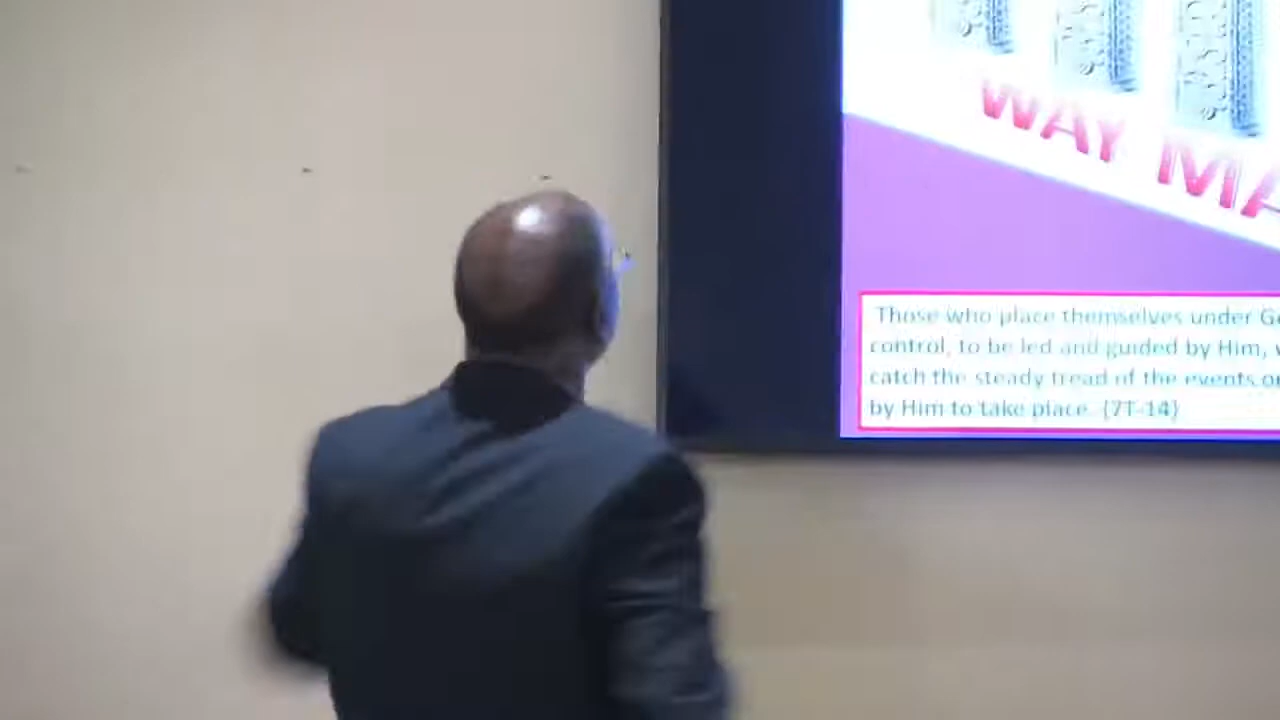 WAY MA
Those who place themselves under G
control, to be led and guided by Him,
catch the steady tread of the events
by Him to take place. {7T-14}